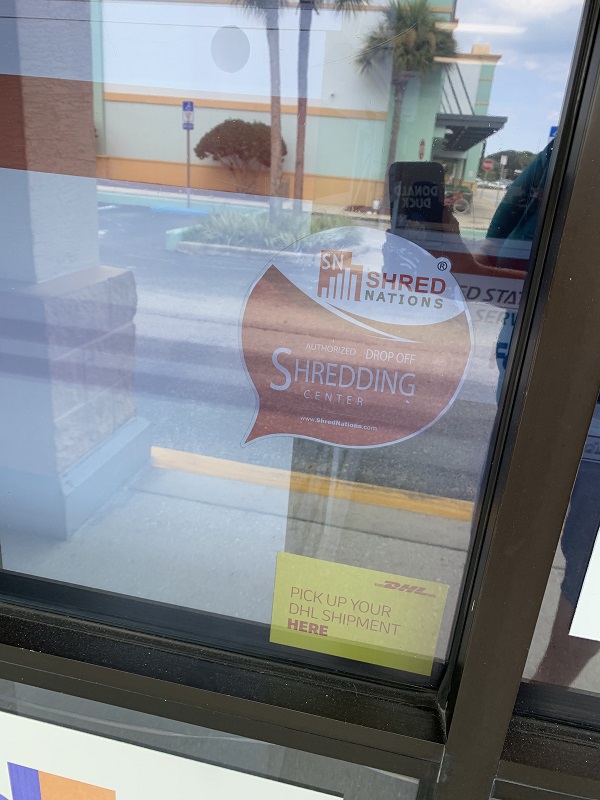 DONALD
DUCK
SN
SHRED ®
NATIONS
AUTHORIZED DROP OFF
SHREDDING
CENTER
www.ShredNations.com
DHL
PICK UP YOUR
DHL SHIPMENT
HERE